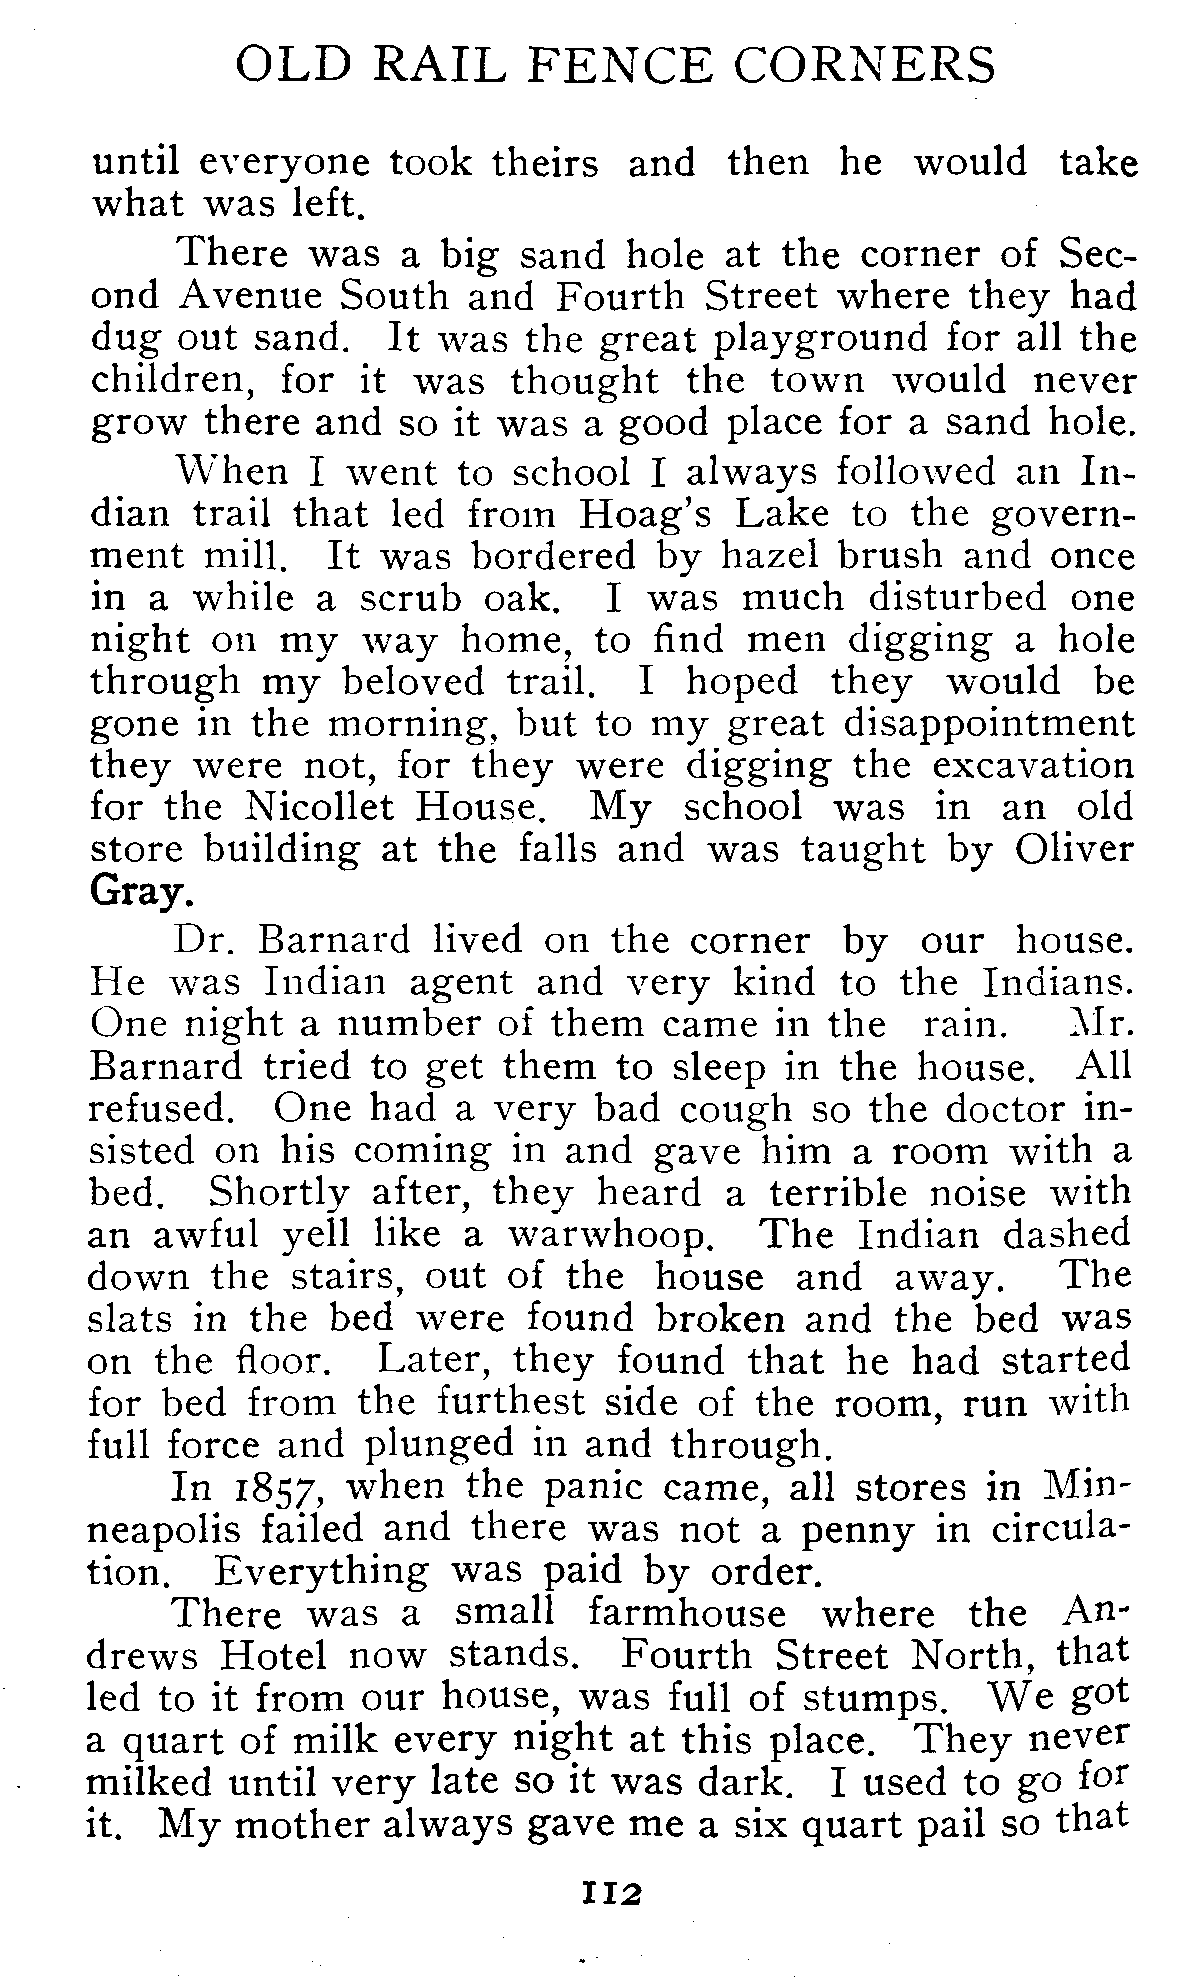 OLD RAIL FENCE CORNERS
until everyone took theirs and then he would take
what was left.
There was a big sand hole at the corner of Sec-
ond Avenue South and Fourth Street where they had
dug out sand. It was the great playground for all the
children, for it was thought the town would never
grow there and so it was a good place for a sand hole.
When I went to school I always followed an In-
dian trail that led from Hoag's Lake to the govern-
ment mill. It was bordered by hazel brush and once
in a while a scrub oak. I was much disturbed one
night on my way home, to find men digging a hole
through my beloved trail. I hoped they would be
gone in the morning, but to my great disappointment
they were not, for they were digging the excavation
for the Nicollet House. My school was in an old
store building at the falls and was taught by Oliver
Gray.
Dr. Barnard lived on the corner by our house.
He was Indian agent and very kind to the Indians.
One night a number of them came in the rain. Mr.
Barnard tried to get them to sleep in the house. All
refused. One had a very bad cough so the doctor in-
sisted on his coming in and gave him a room with a
bed. Shortly after, they heard a terrible noise with
an awful yell like a warwhoop. The Indian dashed
down the stairs, out of the house and away. The
slats in the bed were found broken and the bed was
on the floor. Later, they found that he had started
for bed from the furthest side of the room, run with
full force and plunged in and through.
In 1857, when the panic came, all stores in Min-
neapolis failed and there was not a penny in circula-
tion. Everything was paid by order.
There was a small farmhouse where the An-
drews Hotel now stands. Fourth Street North, that
led to it from our house, was full of stumps. We got
a quart of milk every night at this place. They never
milked until very late so it was dark. I used to go for
it. My mother always gave me a six quart pail so that
112